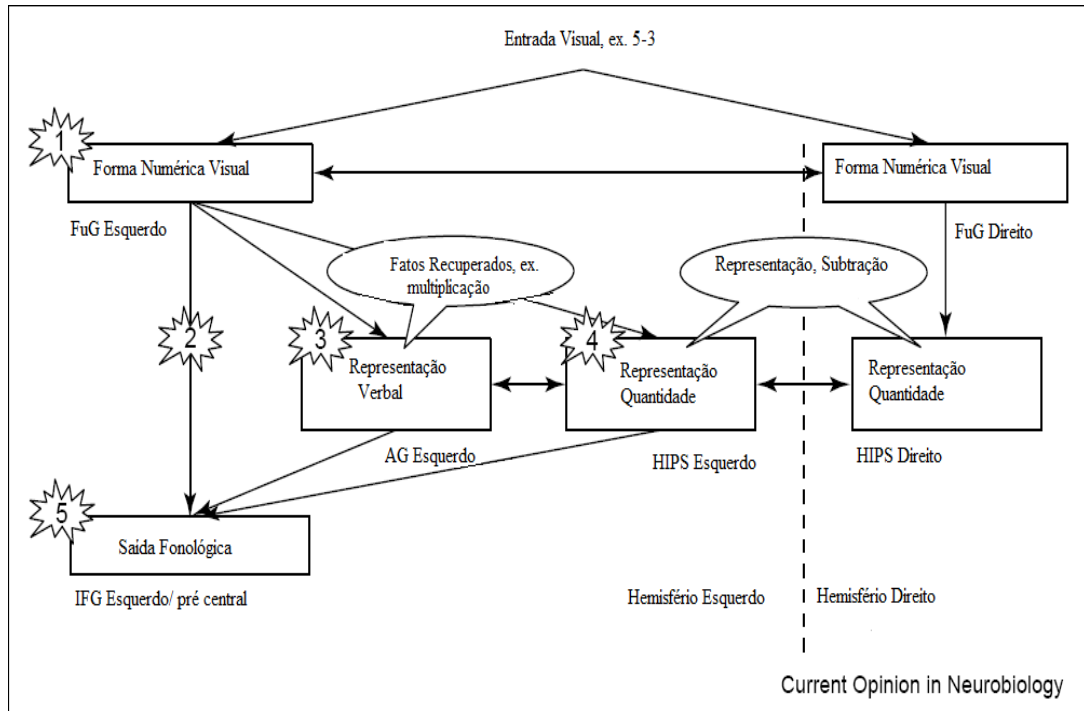 Entrada Visual, ex. 5-3
1
Forma Numérica Visual
Forma Numérica Visual
FuG Esquerdo
FuG Direito
Fatos Recuperados, ex.
multiplicação
Representação, Subtração
2
3
Representação
Verbal
4
Representação
Quantidade
Representação
Quantidade
AG Esquerdo
HIPS Esquerdo
HIPS Direito
5
Saída Fonológica
IFG Esquerdo/ pré central
Hemisfério Esquerdo
Hemisfério Direito
Current Opinion in Neurobiology